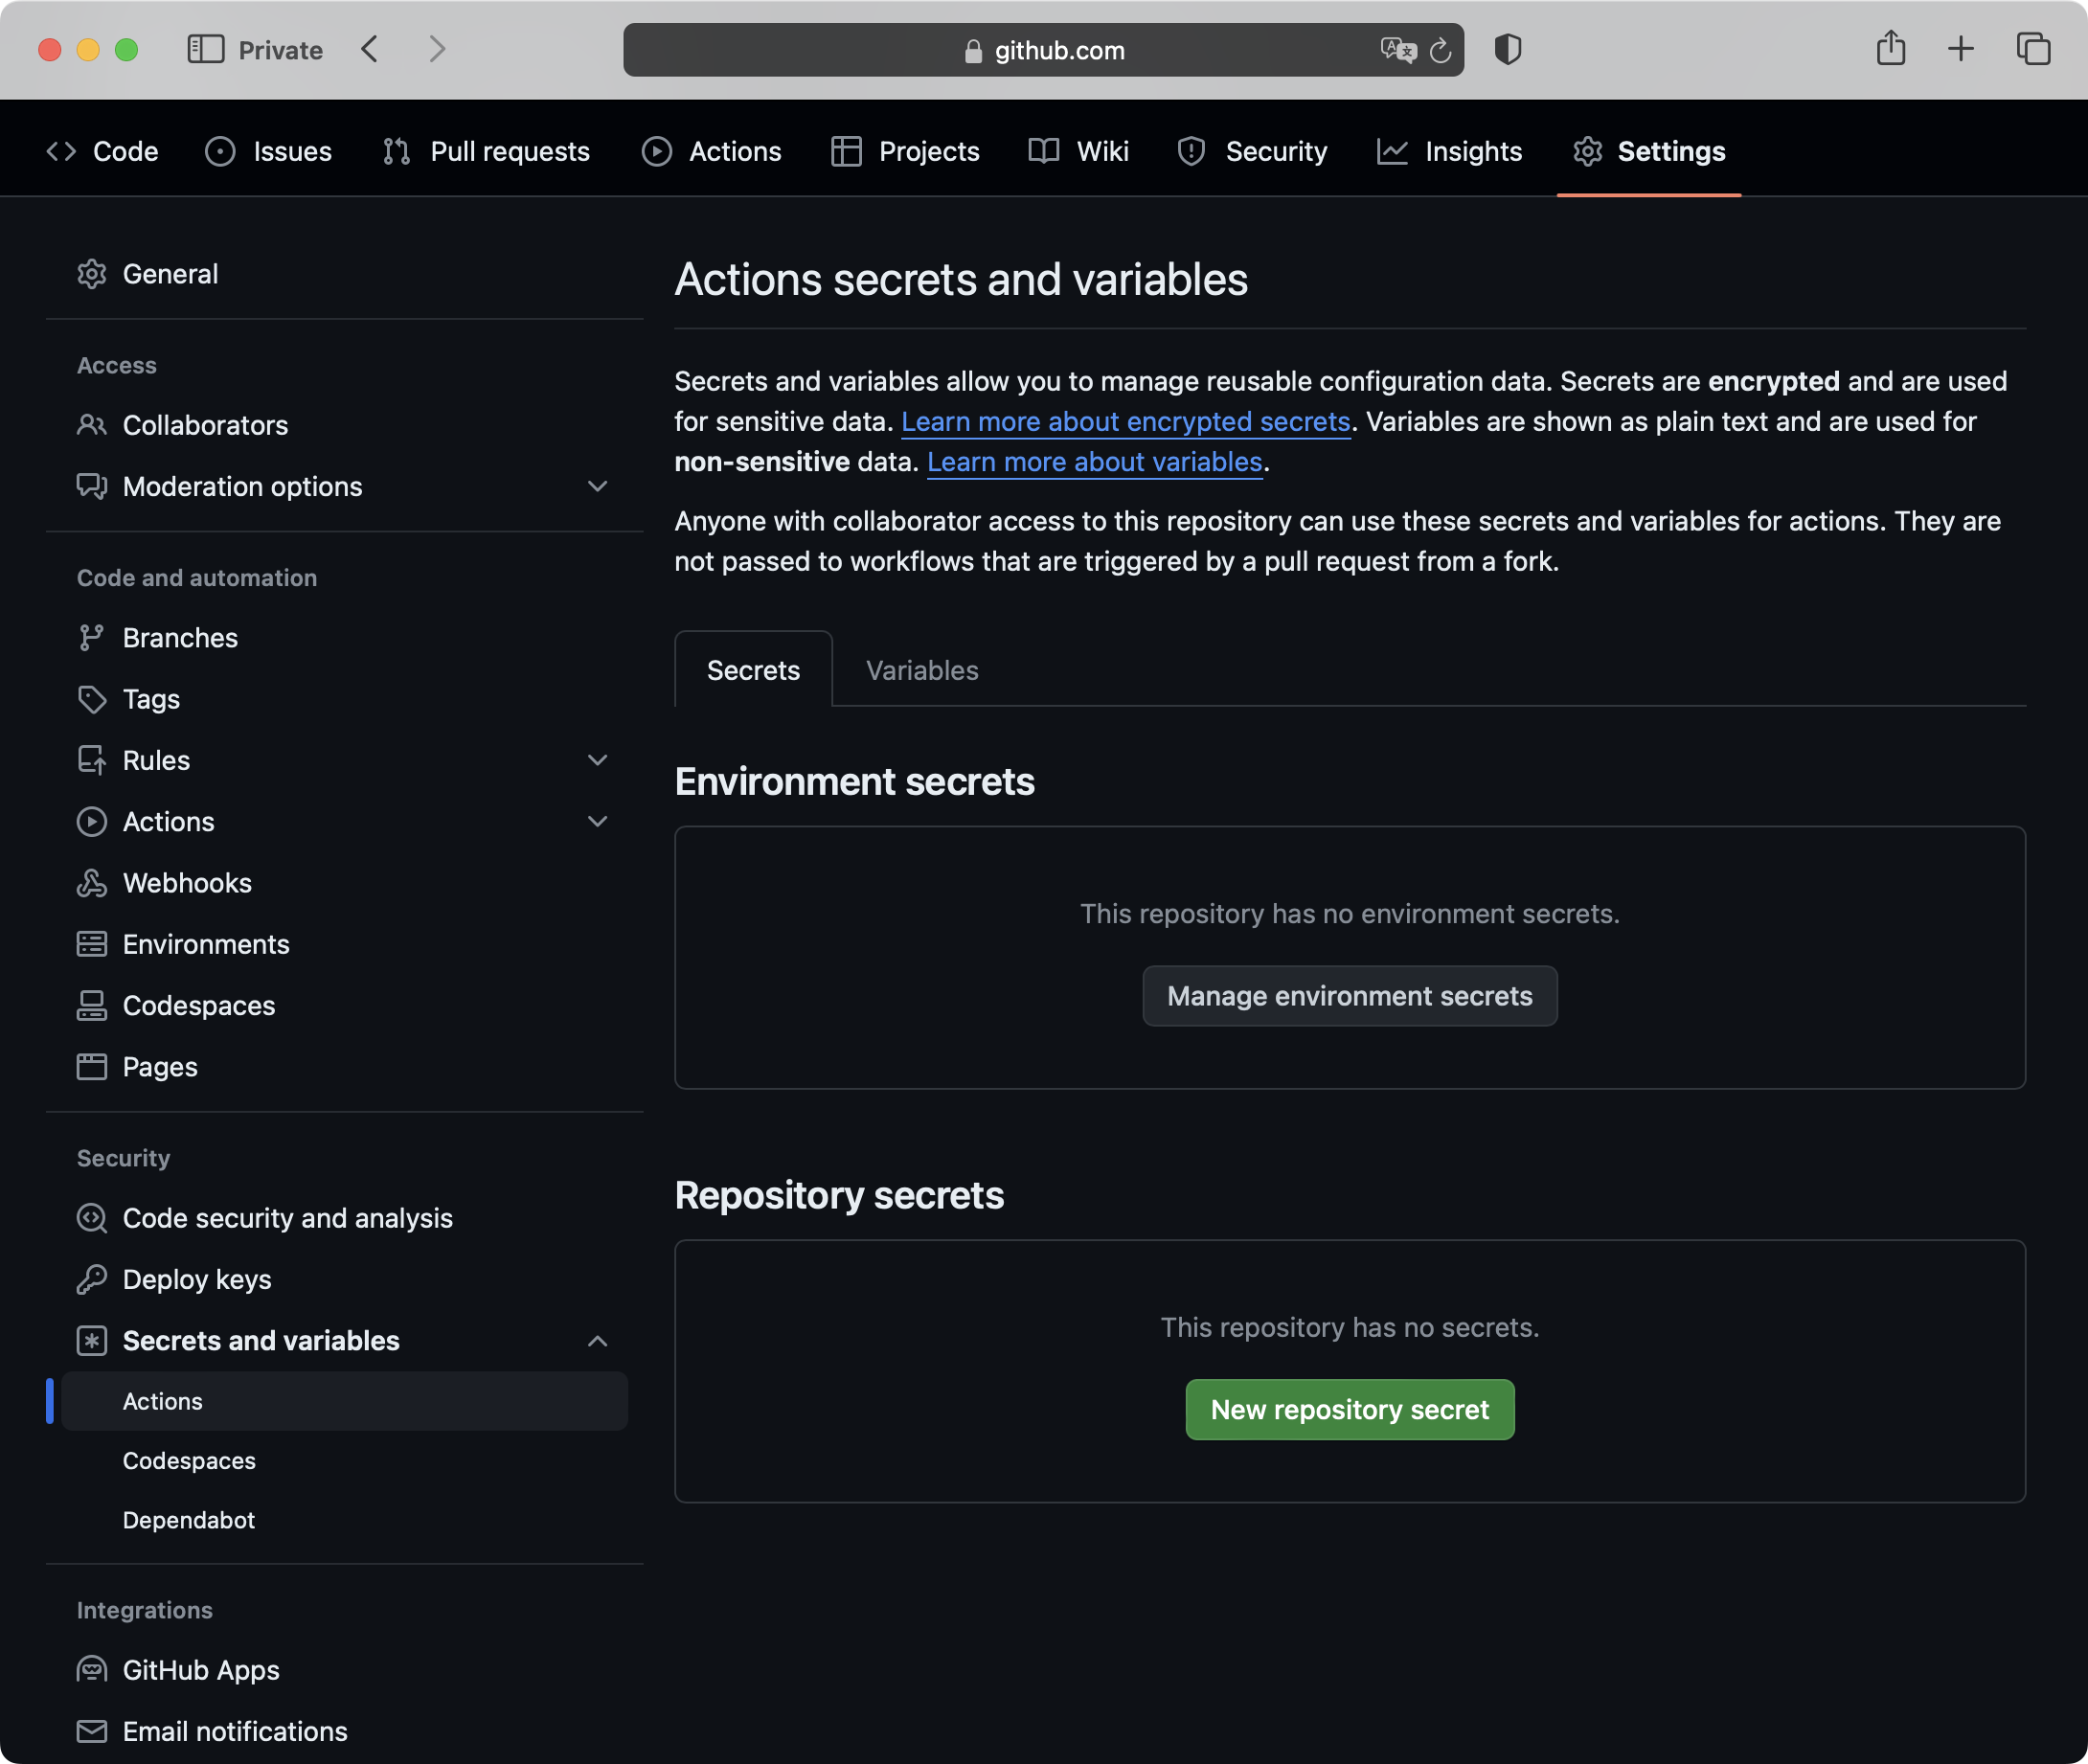 Private
github.com
Code Issues Pull requests Actions Projects Wiki Security Insights Settings
General
Access
Collaborators
Moderation options
Code and automation
Branches
Tags
Rules
Actions
Webhooks
Environments
Codespaces
Pages
Security
Code security and analysis
Deploy keys
Secrets and variables
Actions
Codespaces
Dependabot
Integrations
GitHub Apps
Email notifications
Actions secrets and variables
Secrets and variables allow you to manage reusable configuration data. Secrets are encrypted and are used
for sensitive data. Learn more about encrypted secrets. Variables are shown as plain text and are used for
non-sensitive data. Learn more about variables.
Anyone with collaborator access to this repository can use these secrets and variables for actions. They are
not passed to workflows that are triggered by a pull request from a fork.
Secrets Variables
Environment secrets
This repository has no environment secrets.
Manage environment secrets
Repository secrets
This repository has no secrets.
New repository secret